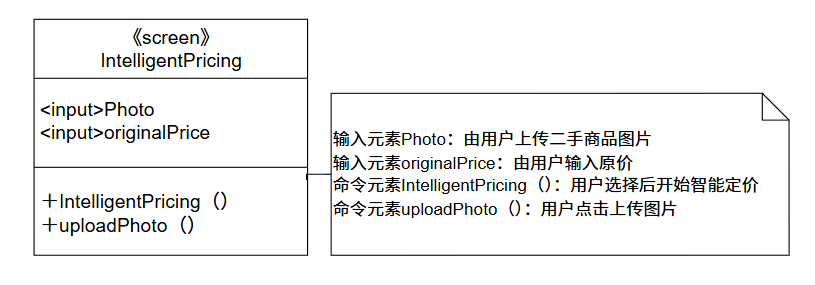 《screen》
IntelligentPricing
<input>Photo
<input>originalPrice
＋IntelligentPricing（）
＋uploadPhoto（）
输入元素Photo：由用户上传二手商品图片
输入元素originalPrice：由用户输入原价
命令元素IntelligentPricing（）：用户选择后开始智能定价
命令元素uploadPhoto（）：用户点击上传图片